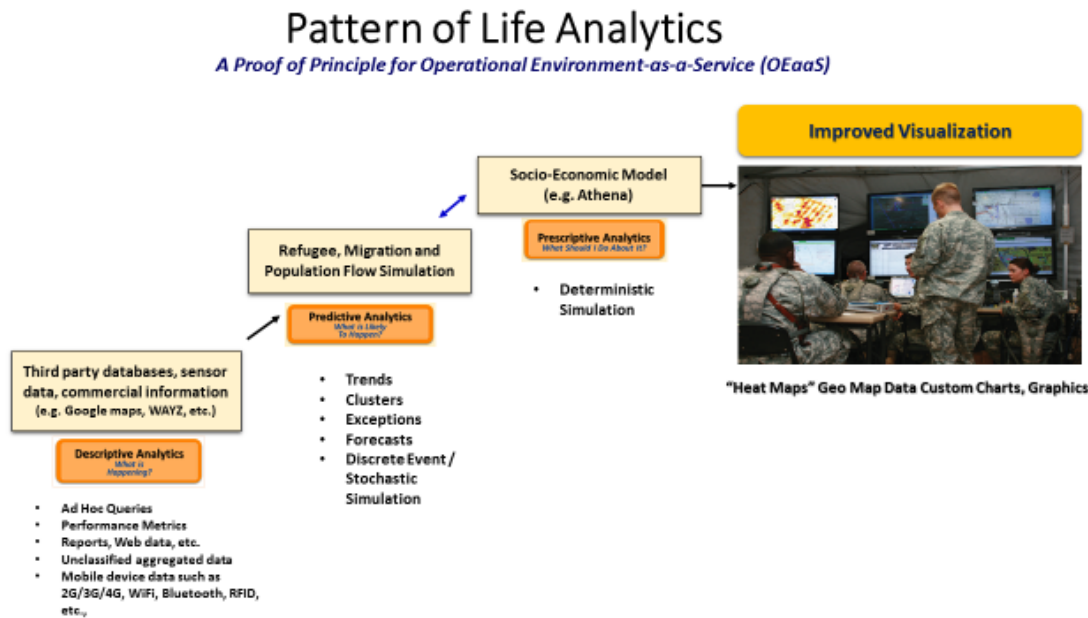 Pattern of Life Analytics
A Proof of Principle for Operational Environment-as-a-Service (OEaaS)
Improved Visualization
Socio-Economic Model
(e.g. Athena)
Prescriptive Analytics
What Should I Do About It?
• Deterministic
Simulation
Refugee, Migration and
Population Flow Simulation
Predictive Analytics
What is Likely
To Happen?
• Trends
• Clusters
• Exceptions
• Forecasts
• Discrete Event /
Stochastic
Simulation
Third party databases, sensor
data, commercial information
(e.g. Google maps, WAYZ, etc.)
Descriptive Analytics
What is
Happening?
• Ad Hoc Queries
• Performance Metrics
• Reports, Web data, etc.
• Unclassified aggregated data
• Mobile device data such as
2G/3G/4G, WiFi, Bluetooth, RFID,
etc.,
"Heat Maps" Geo Map Data Custom Charts, Graphics